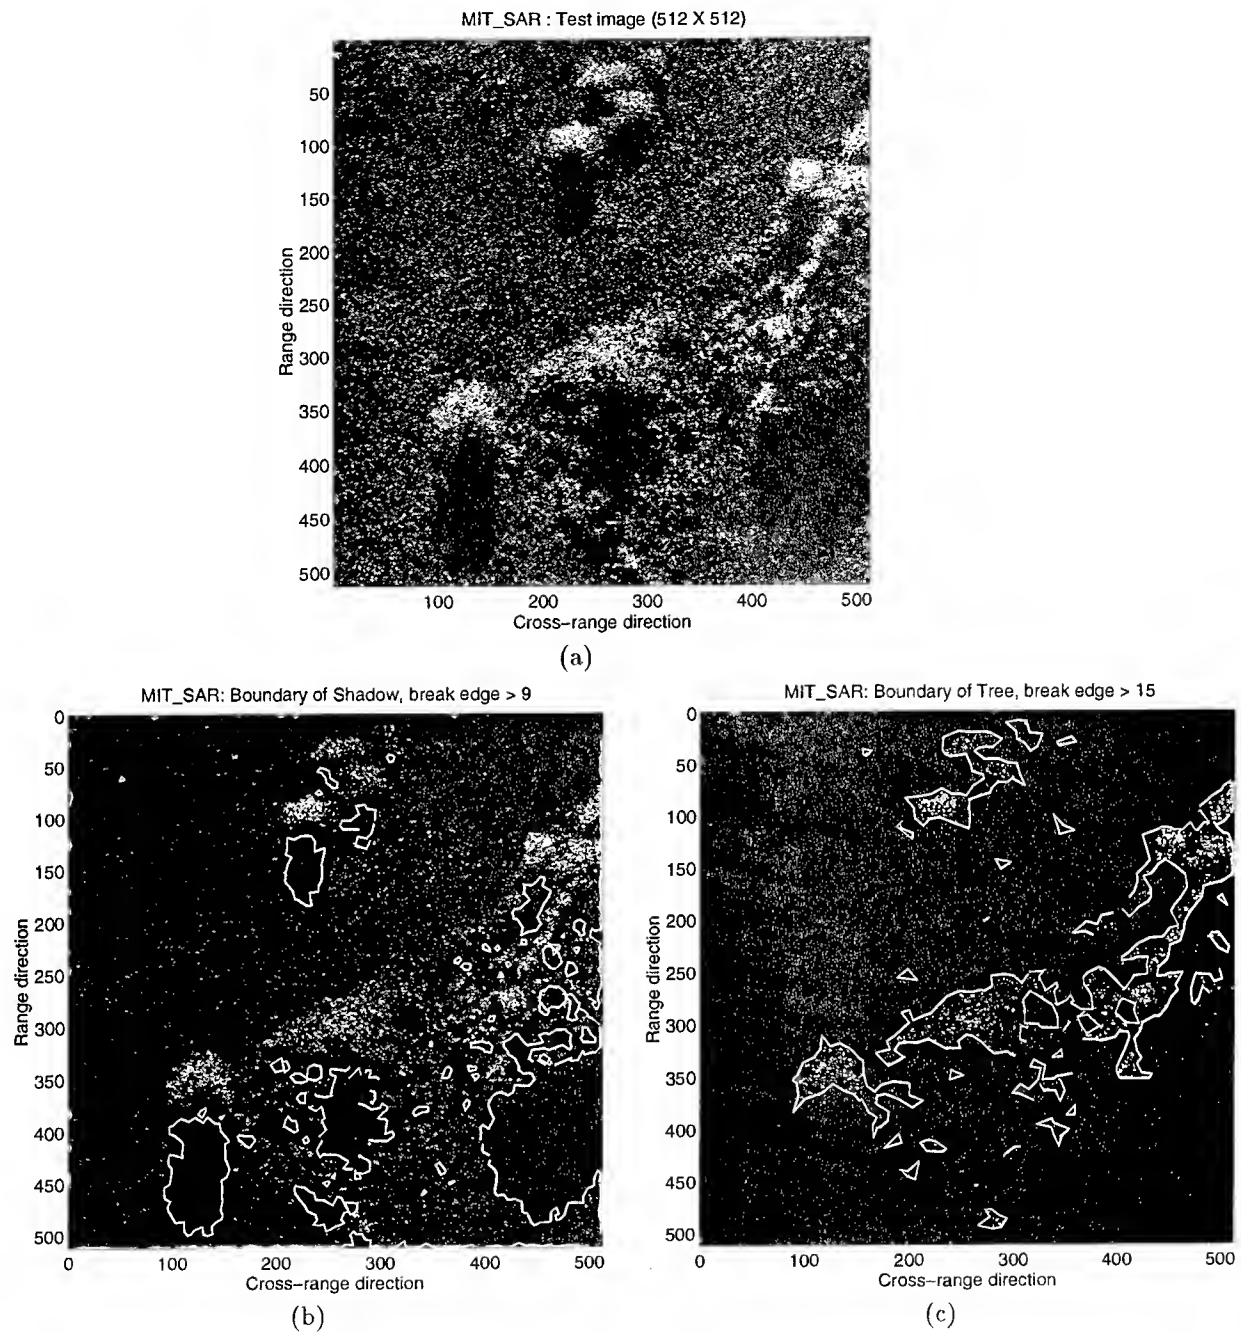 MIT_SAR : Test image (512 X 512)
50
100
150
200
250
300
350
400
450
500
Range direction
100 200 300 400 500
Cross-range direction
(a)
MIT_SAR: Boundary of Shadow, break edge > 9
0
50
100
150
200
250
300
350
400
450
500
Range direction
0 100 200 300 400 500
Cross-range direction
(b)
MIT_SAR: Boundary of Tree, break edge > 15
0
50
100
150
200
250
300
350
400
450
500
Range direction
0 100 200 300 400 500
Cross-range direction
(c)